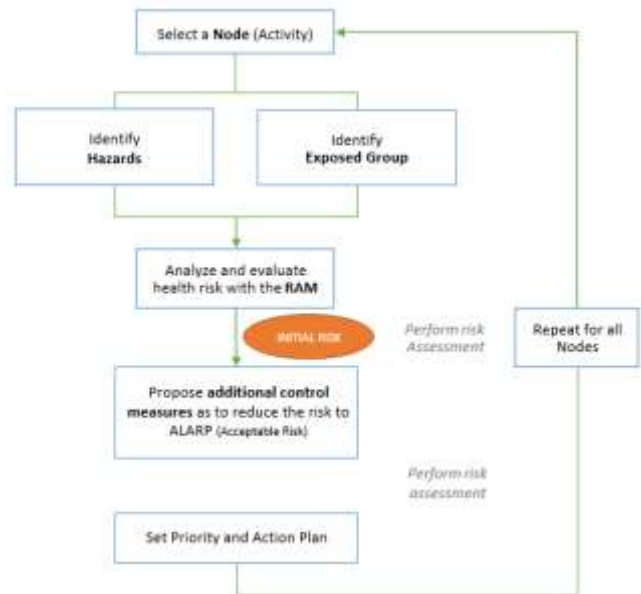 Select a Node (Activity)
Identify
Hazards
Identify
Exposed Group
Analyze and evaluate
health risk with the RAM
INITIAL RISK
Perform risk
Assessment
Repeat for all
Nodes
Propose additional control
measures as to reduce the risk to
ALARP (Acceptable Risk)
Perform risk
assessment
Set Priority and Action Plan